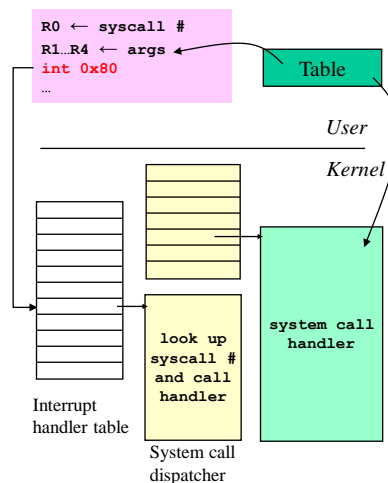 R0 ← syscall #
R1…R4 ← args
int 0x80
…
Table
User
Kernel
look up
syscall #
and call
handler
system call
handler
Interrupt
handler table
System call
dispatcher